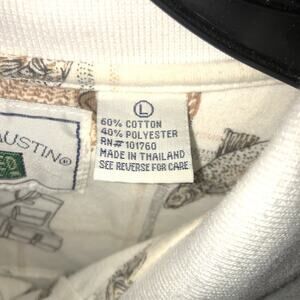 AUSTIN®
L
60% COTTON
40% POLYESTER
RN# 101760
MADE IN THAILAND
SEE REVERSE FOR CARE